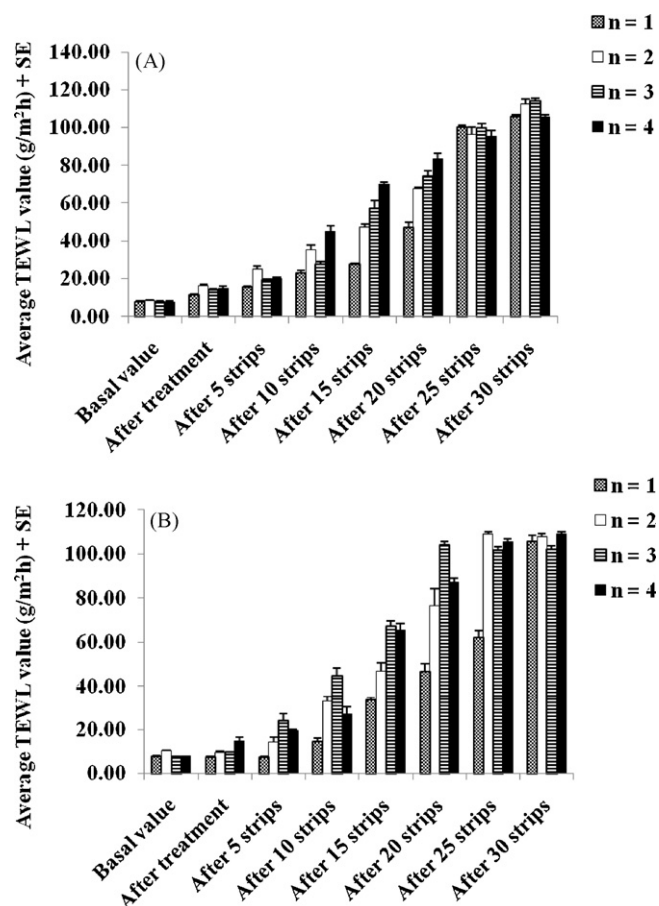 Average TEWL value (g/m²h) + SE
(A)
140.00
120.00
100.00
80.00
60.00
40.00
20.00
0.00
Basal value
After treatment
After 5 strips
After 10 strips
After 15 strips
After 20 strips
After 25 strips
After 30 strips
n = 1
n = 2
n = 3
n = 4
Average TEWL value (g/m²h) + SE
(B)
120.00
100.00
80.00
60.00
40.00
20.00
0.00
Basal value
After treatment
After 5 strips
After 10 strips
After 15 strips
After 20 strips
After 25 strips
After 30 strips
n = 1
n = 2
n = 3
n = 4